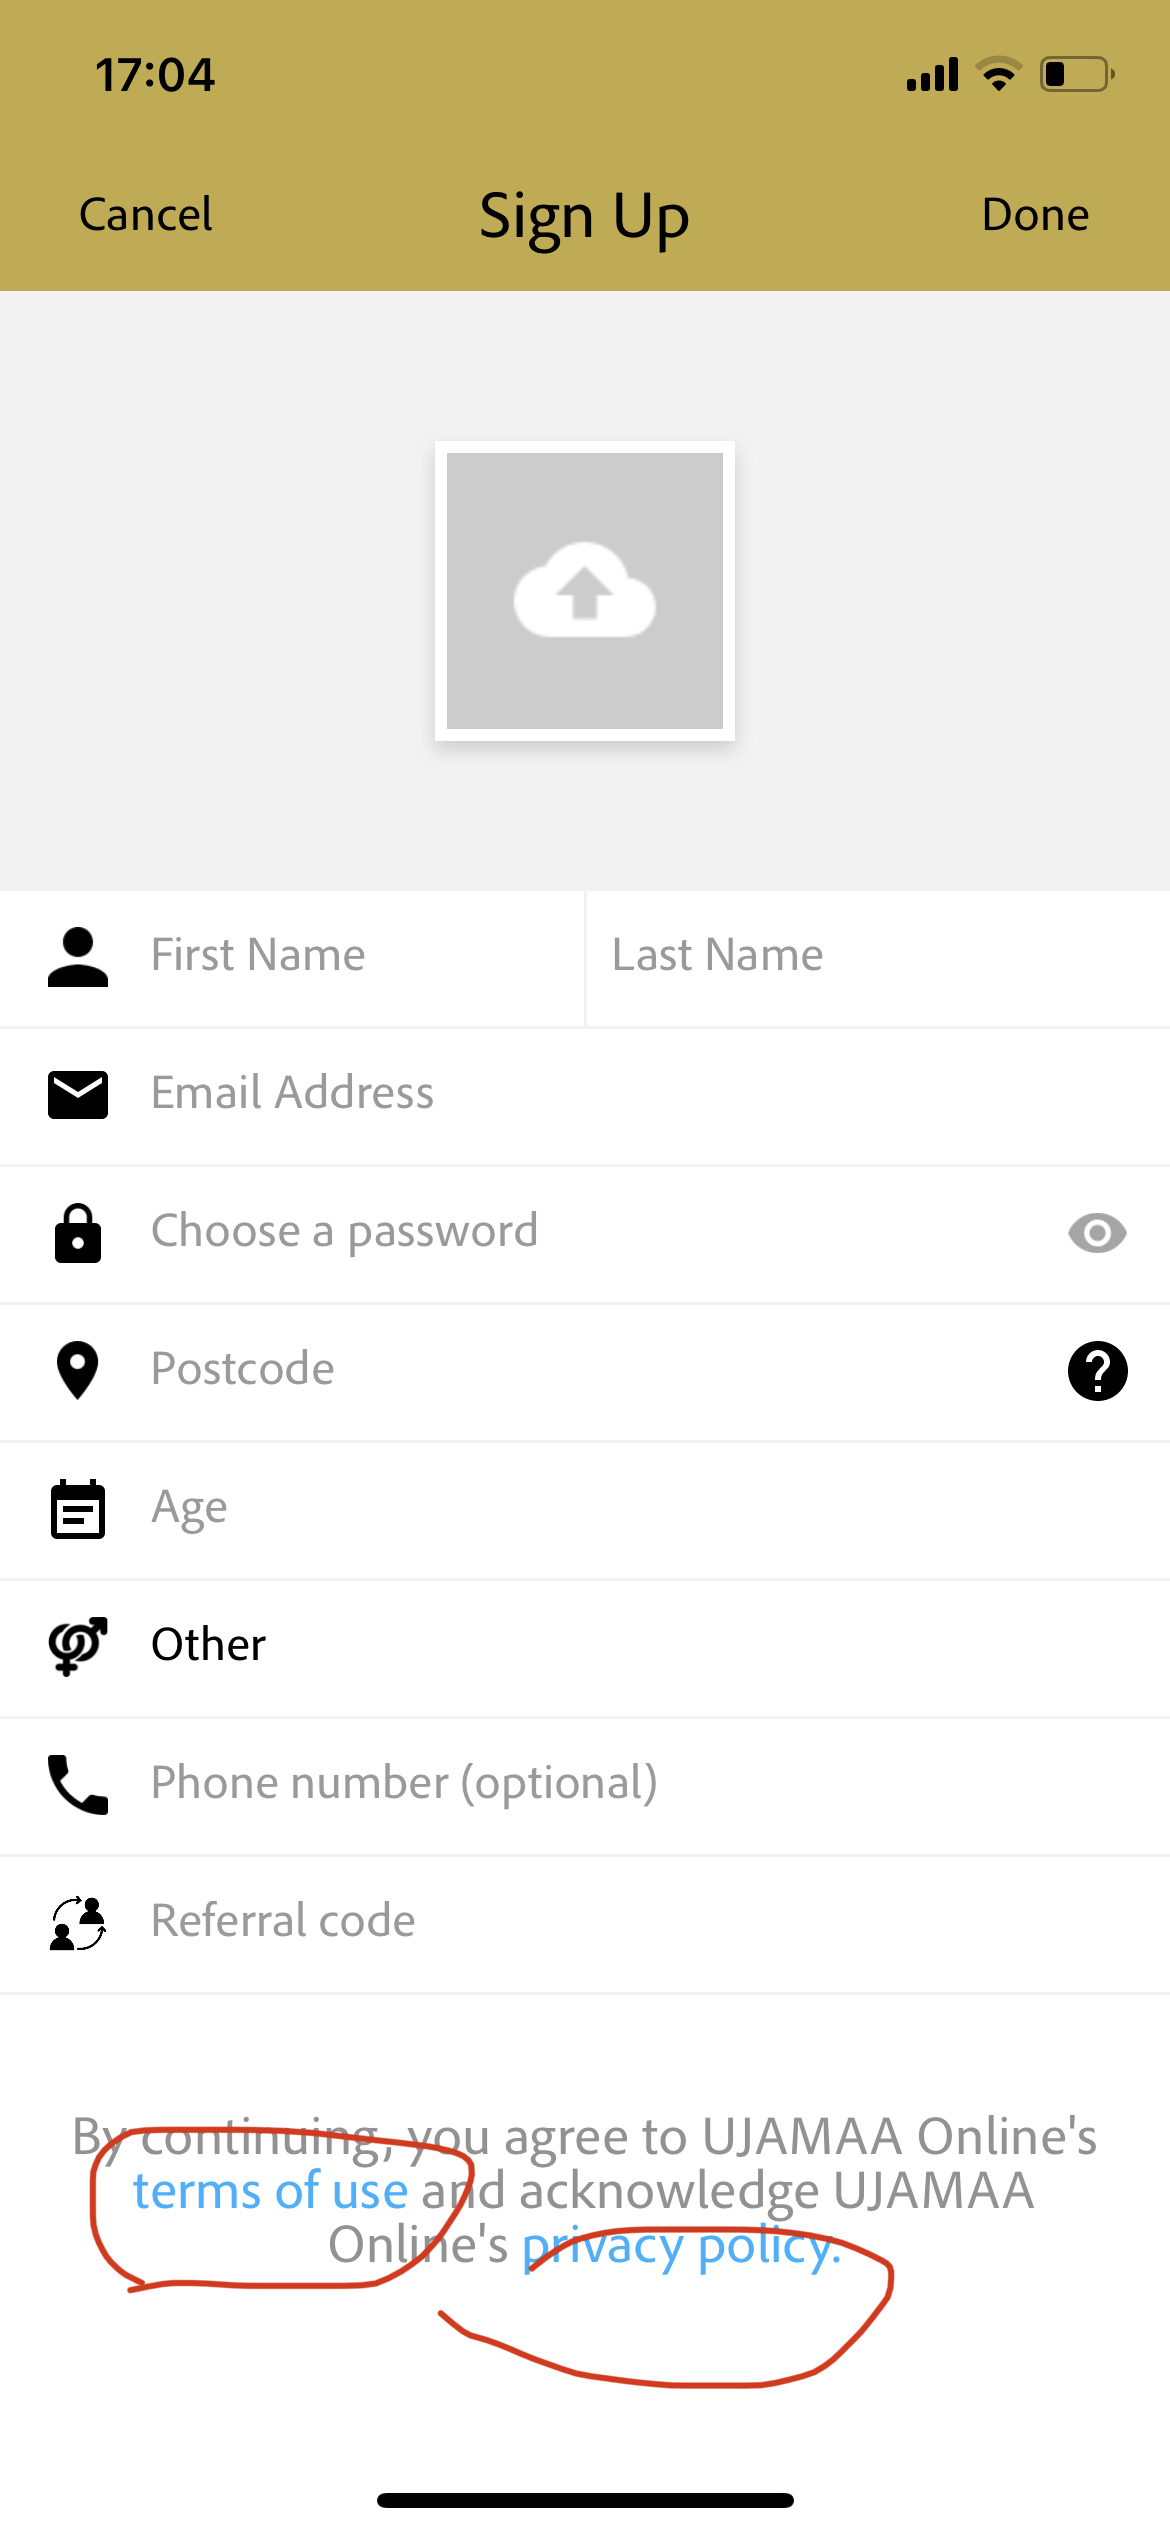 17:04
Cancel Sign Up Done
First Name Last Name
Email Address
Choose a password
Postcode
Age
Other
Phone number (optional)
Referral code
By continuing, you agree to UJAMAA Online's
terms of use and acknowledge UJAMAA
Online's privacy policy.